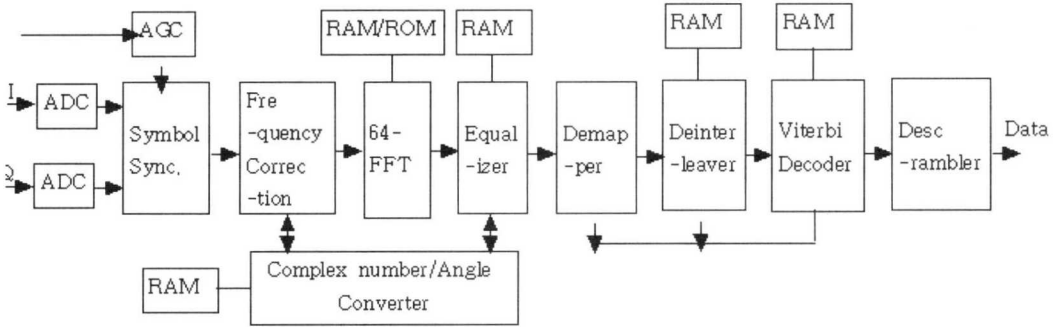 AGC
RAM/ROM
RAM
RAM
RAM
I
ADC
Q
ADC
Symbol
Sync.
Fre
-quency
Correc
-tion
64-
FFT
Equal
-izer
Demap
-per
Deinter
-leaver
Viterbi
Decoder
Desc
-rambler
Data
RAM
Complex number/Angle
Converter